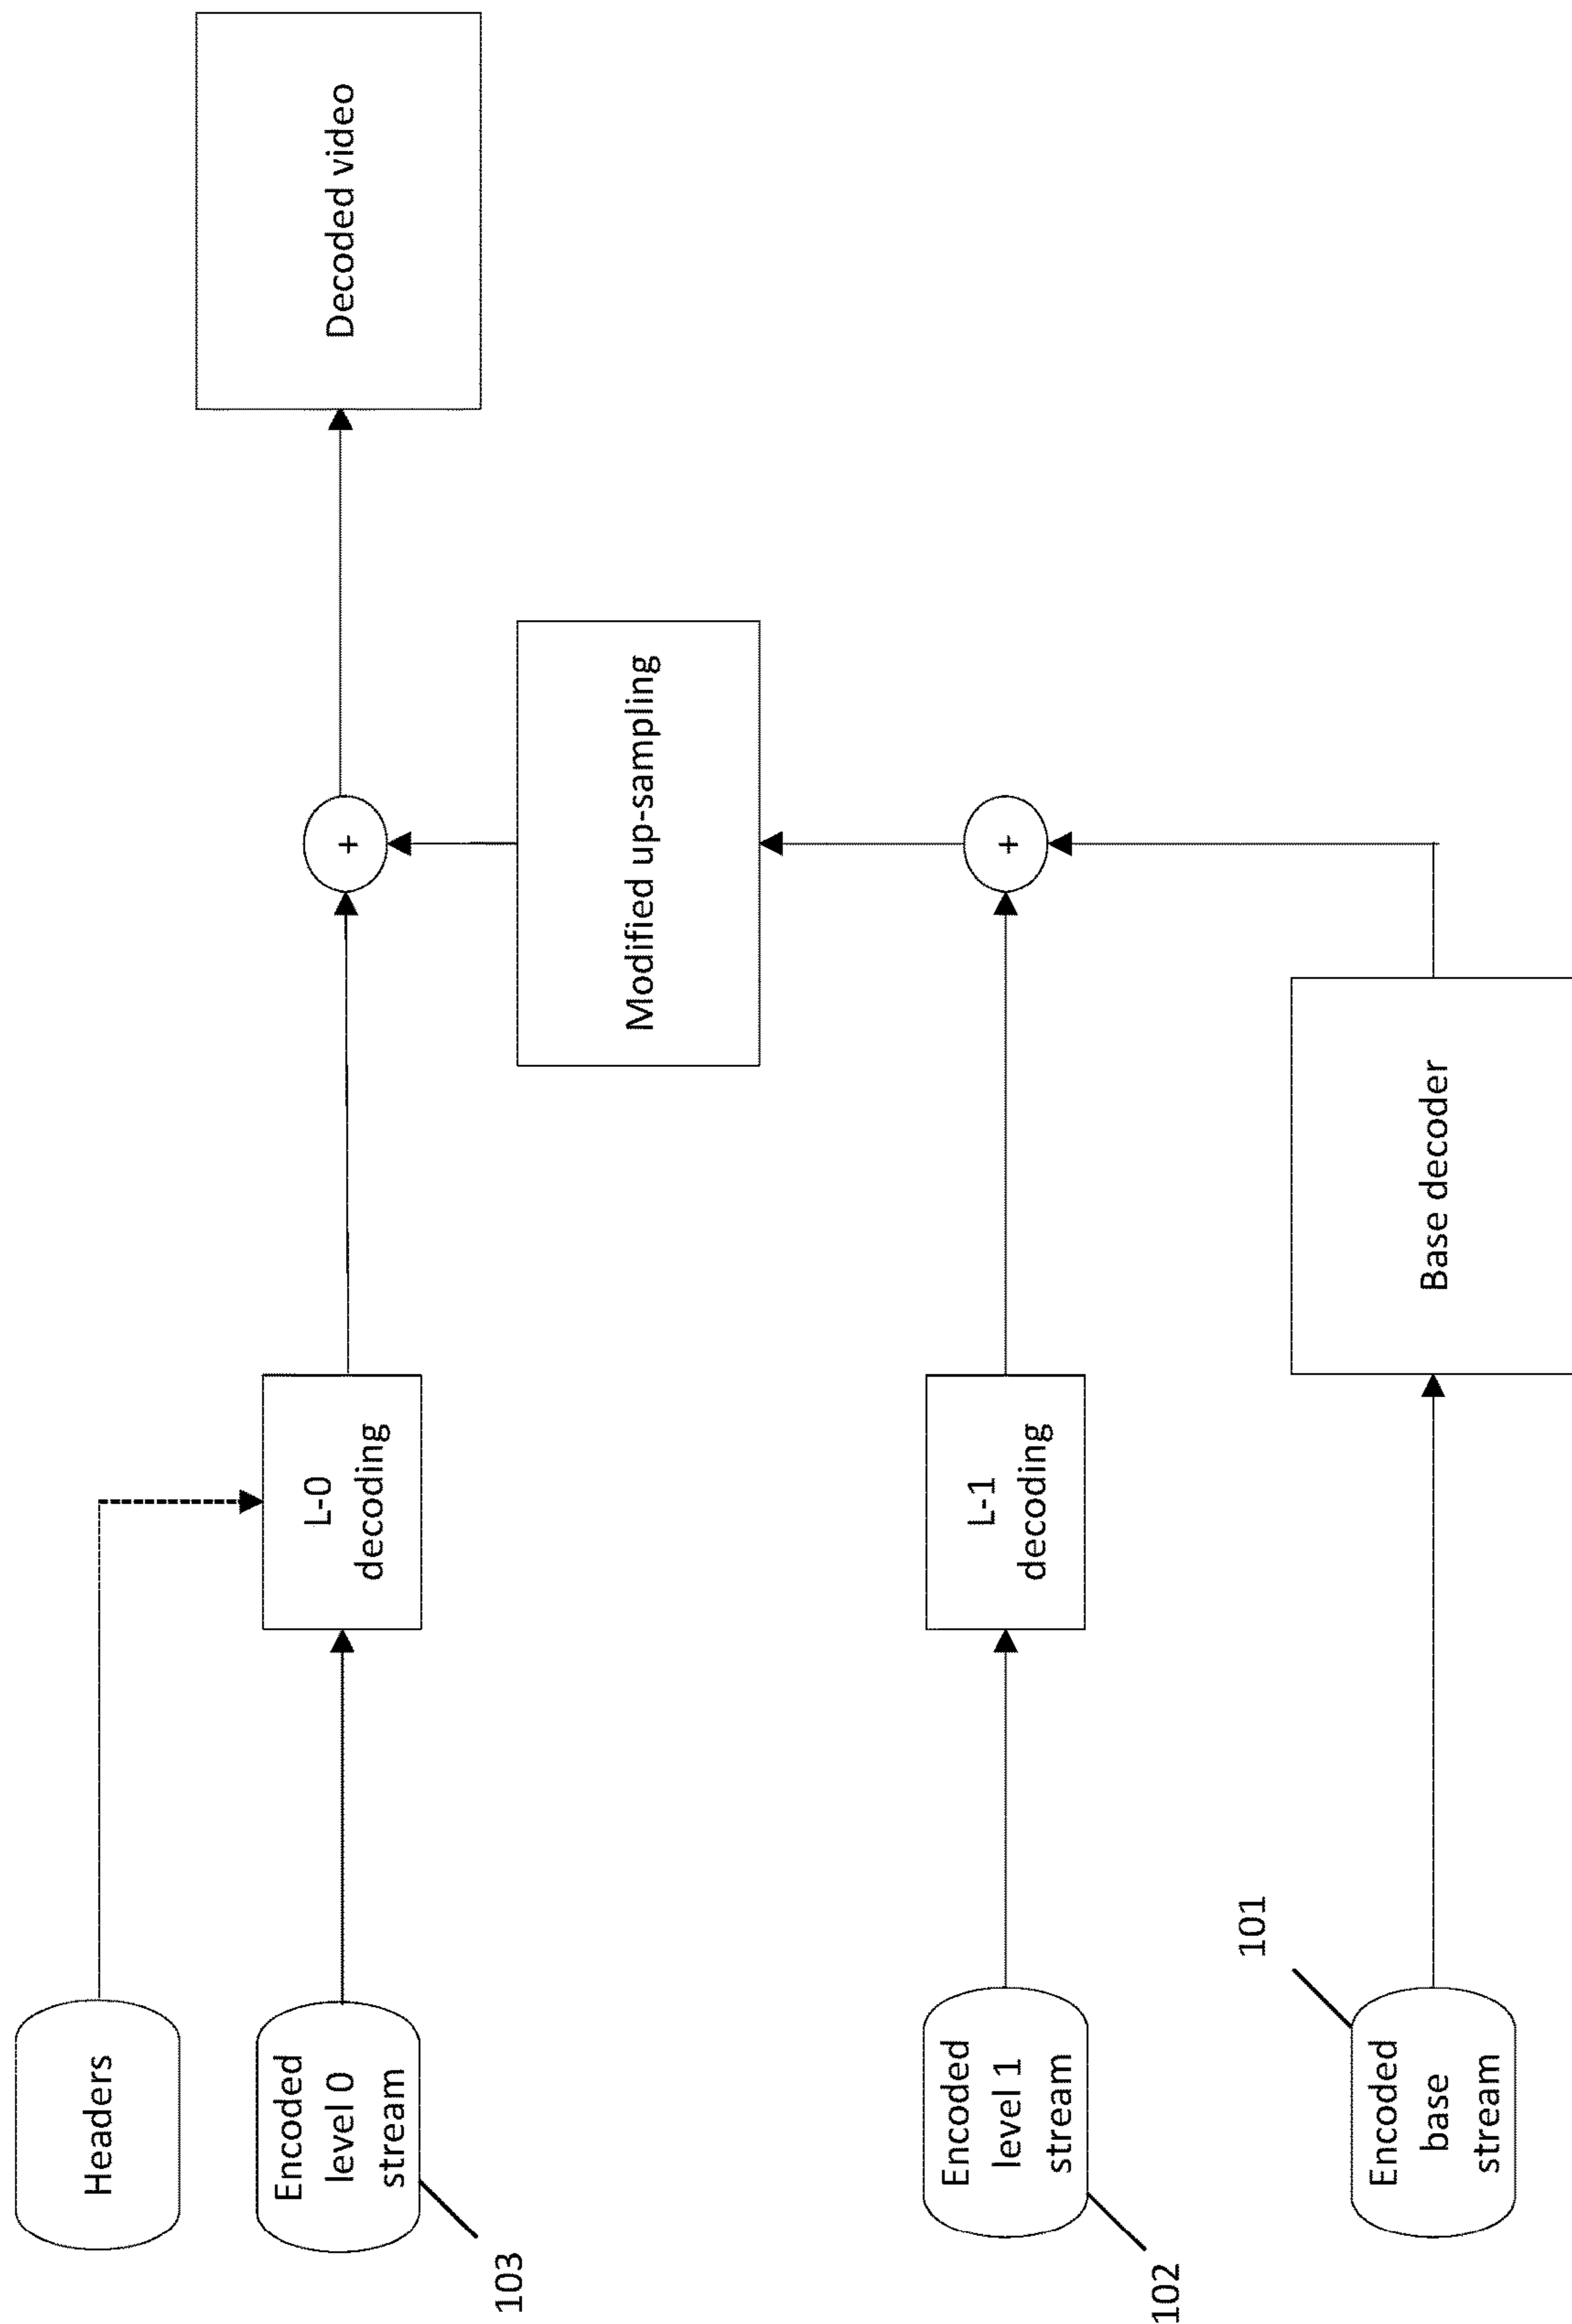 Headers
Encoded
level 0
stream
103
L-0
decoding
+
Decoded video
Modified up-sampling
Encoded
level 1
stream
102
L-1
decoding
+
Encoded
base
stream
101
Base decoder